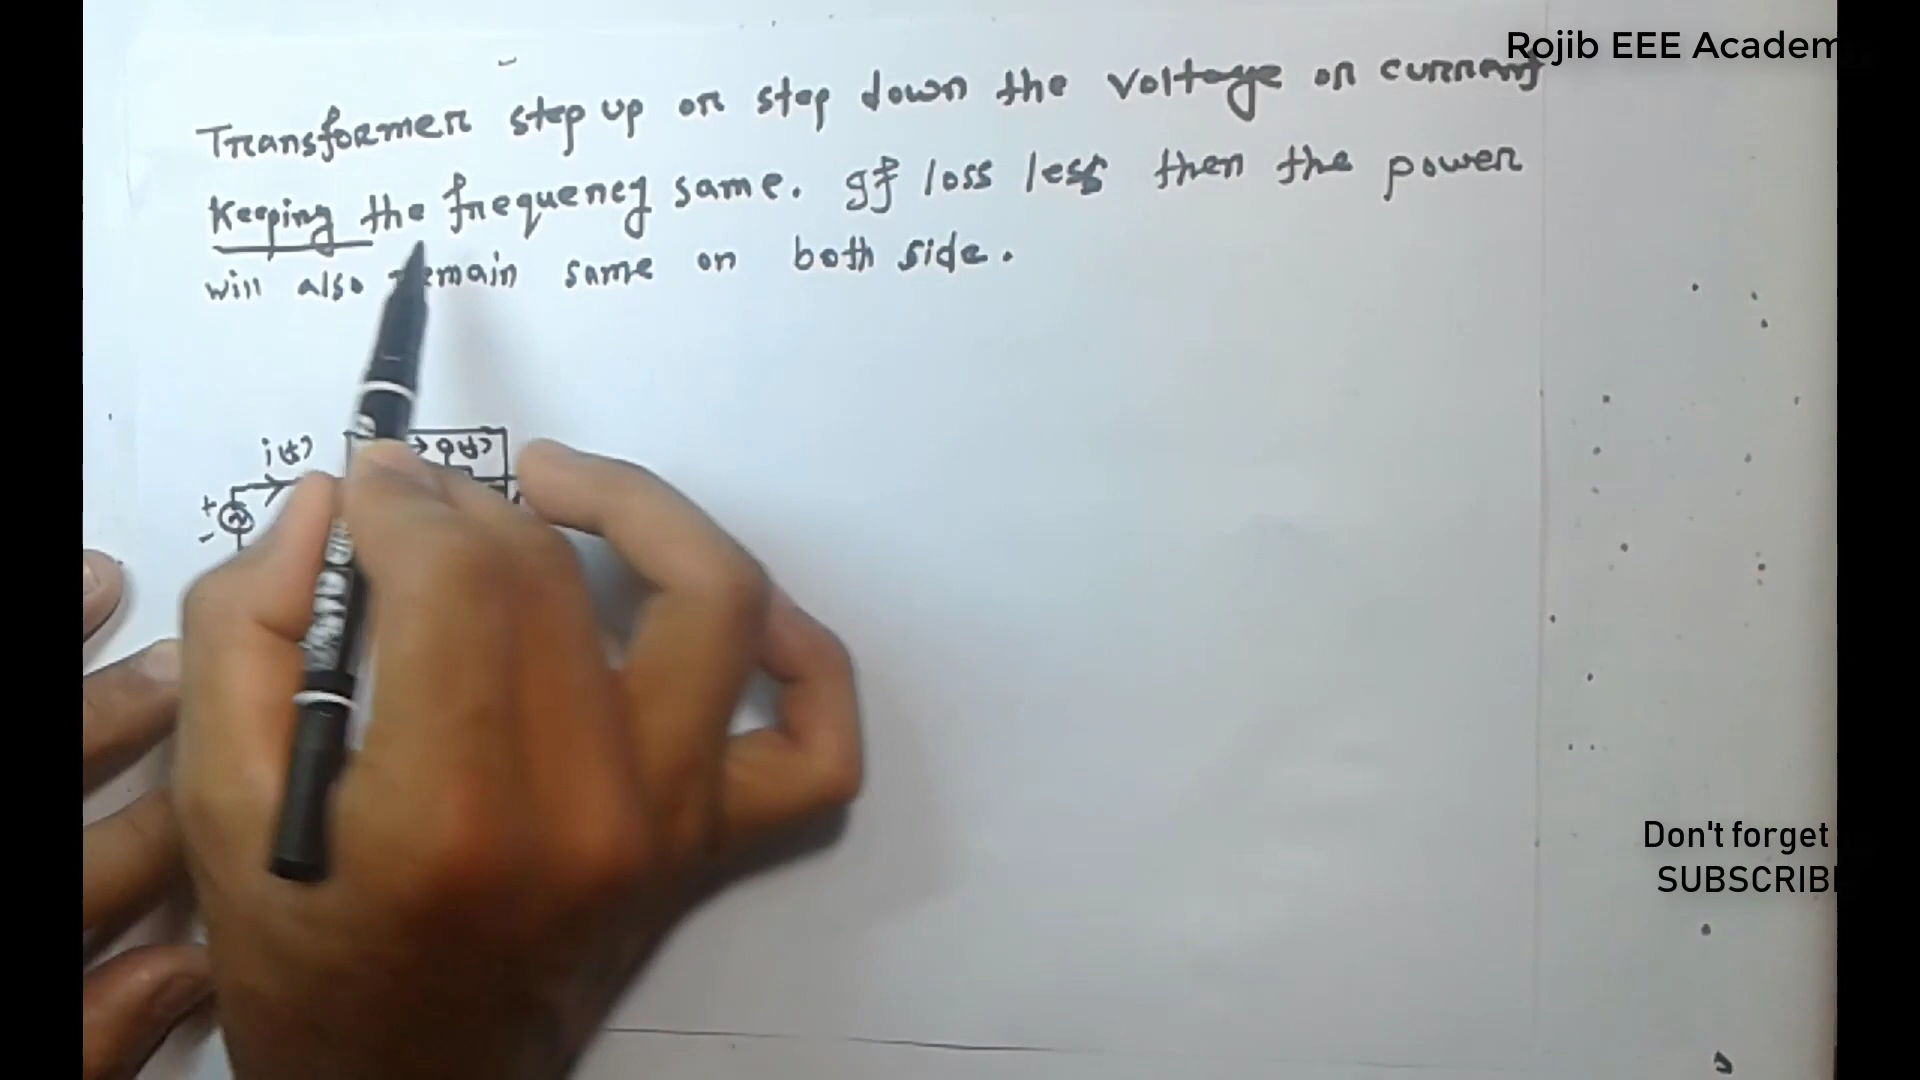 Rojib EEE Academ
Transformer step up or step down the voltage or current
Keeping the frequency same. If loss less then the power
will also remain same on both side.
i(t)
φ(t)
+
-
Don't forget
SUBSCRIB